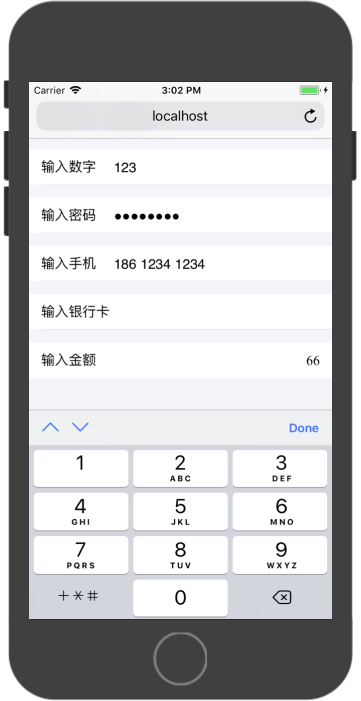 Carrier 3:02 PM
localhost
输入数字 123
输入密码 ●●●●●●●●
输入手机 186 1234 1234
输入银行卡
输入金额 66
Done
1 2 3
ABC DEF
4 5 6
GHI JKL MNO
7 8 9
PQRS TUV WXYZ
+*# 0